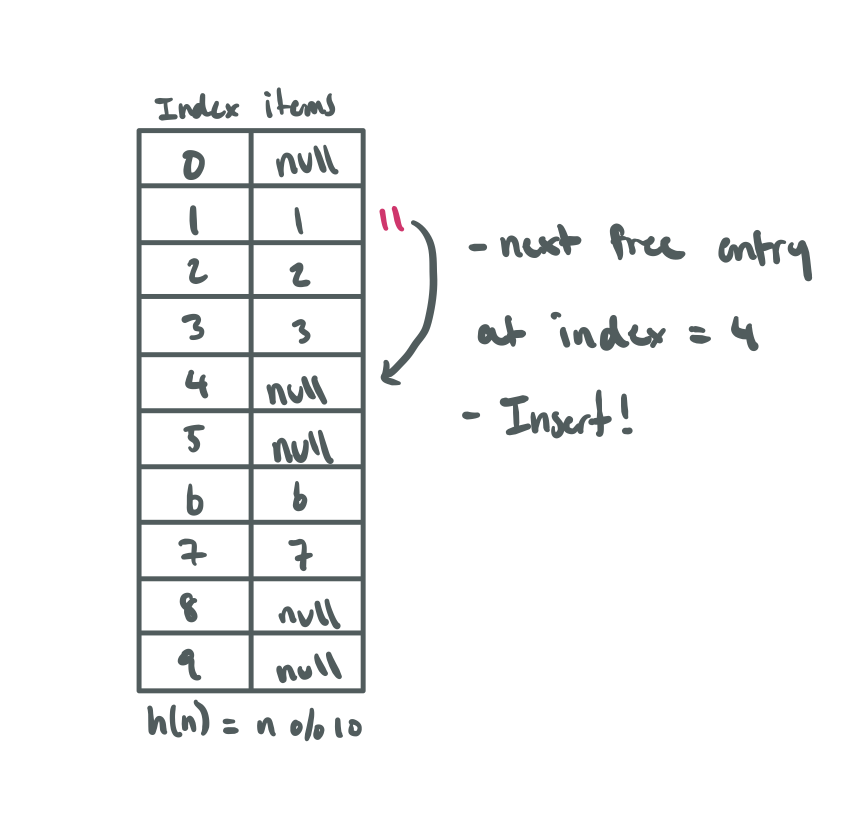 Index items
0 null
1 1 11
2 2
3 3
4 null
5 null
6 6
7 7
8 null
9 null
h(n) = n % 10
- next free entry
at index = 4
- Insert!